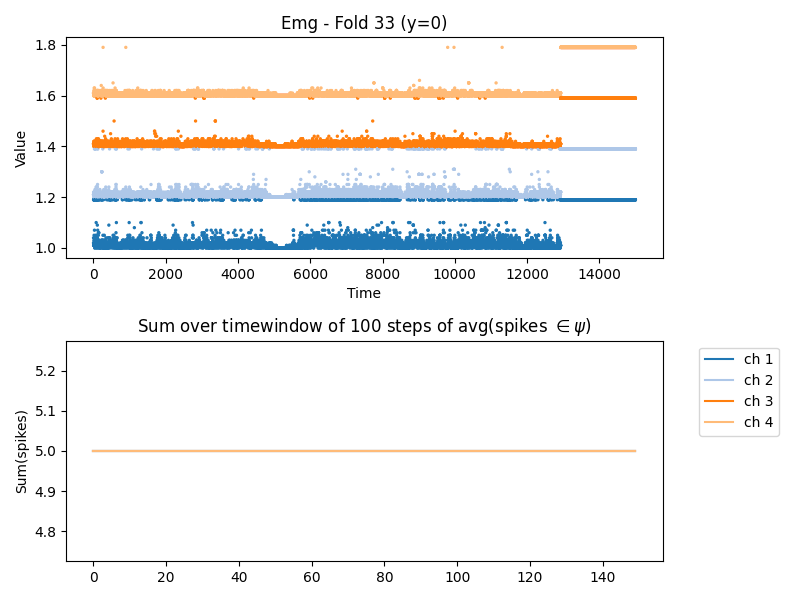 Emg - Fold 33 (y=0)
Value
1.8
1.6
1.4
1.2
1.0
0 2000 4000 6000 8000 10000 12000 14000
Time
Sum over timewindow of 100 steps of avg(spikes ∈ ψ)
Sum(spikes)
5.2
5.1
5.0
4.9
4.8
0 20 40 60 80 100 120 140
ch 1
ch 2
ch 3
ch 4